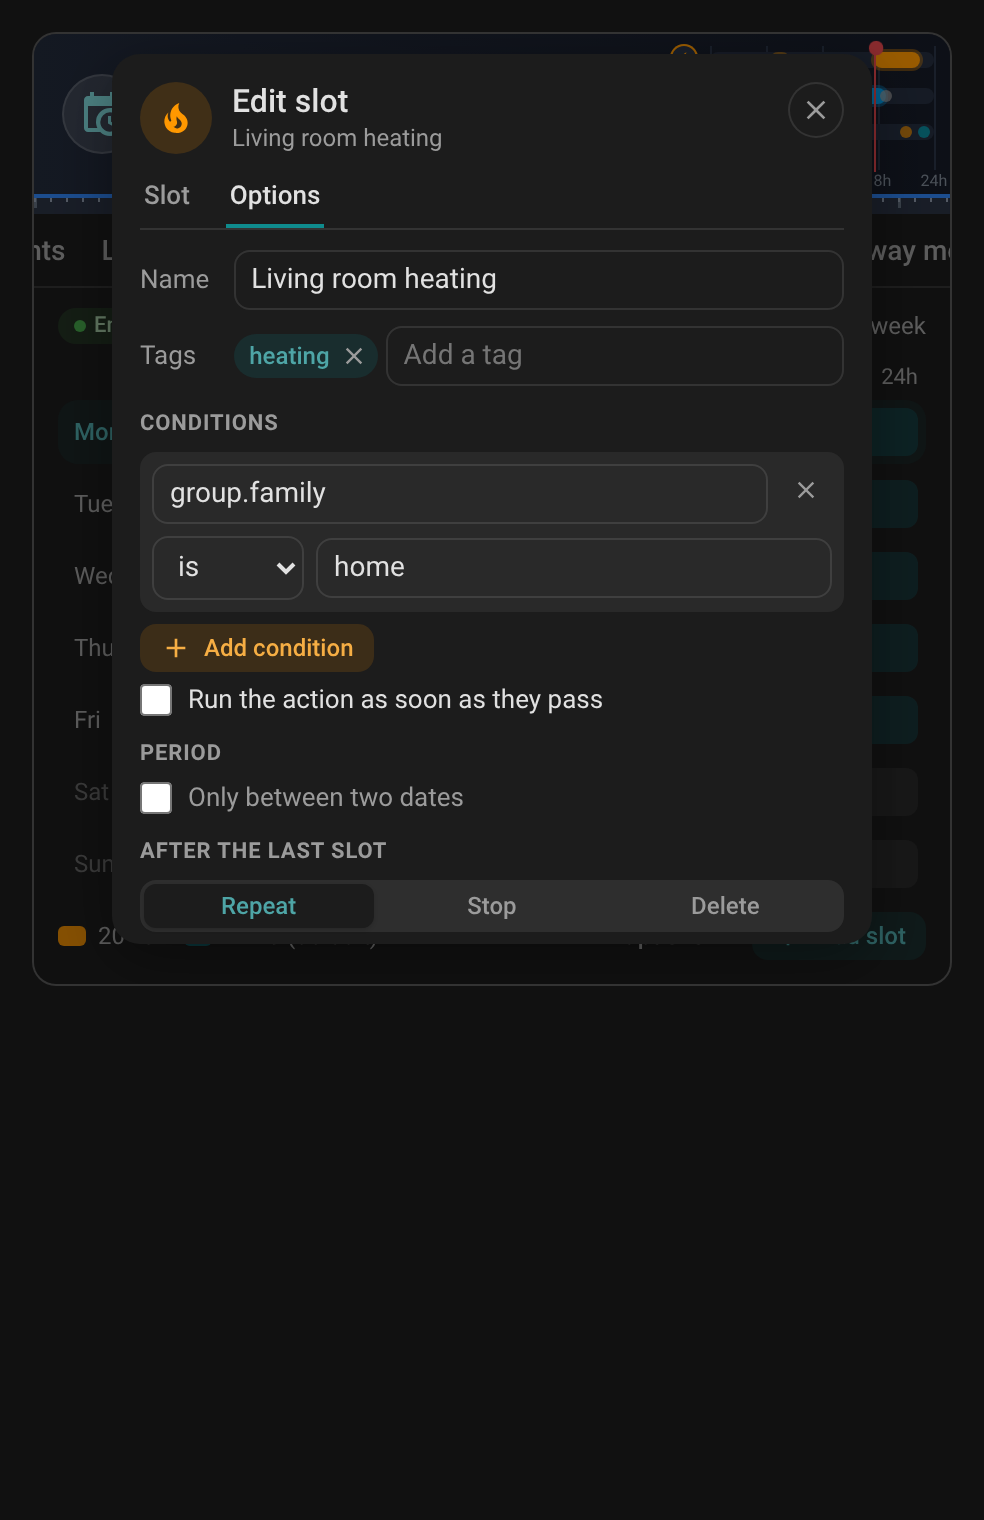 Edit slot
Living room heating
8h 24h
Slot Options
Name Living room heating
week
Tags heating Add a tag
24h
CONDITIONS
group.family
Tue
is home
Add condition
Run the action as soon as they pass
Fri
PERIOD
Sat
Only between two dates
AFTER THE LAST SLOT
Sun
Repeat Stop Delete
slot